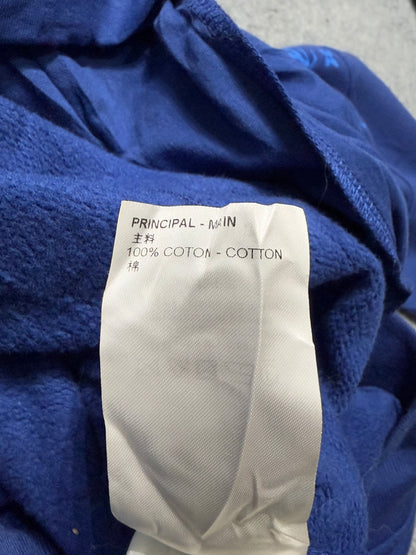 PRINCIPAL - MAIN
主料
100% COTON - COTTON
棉